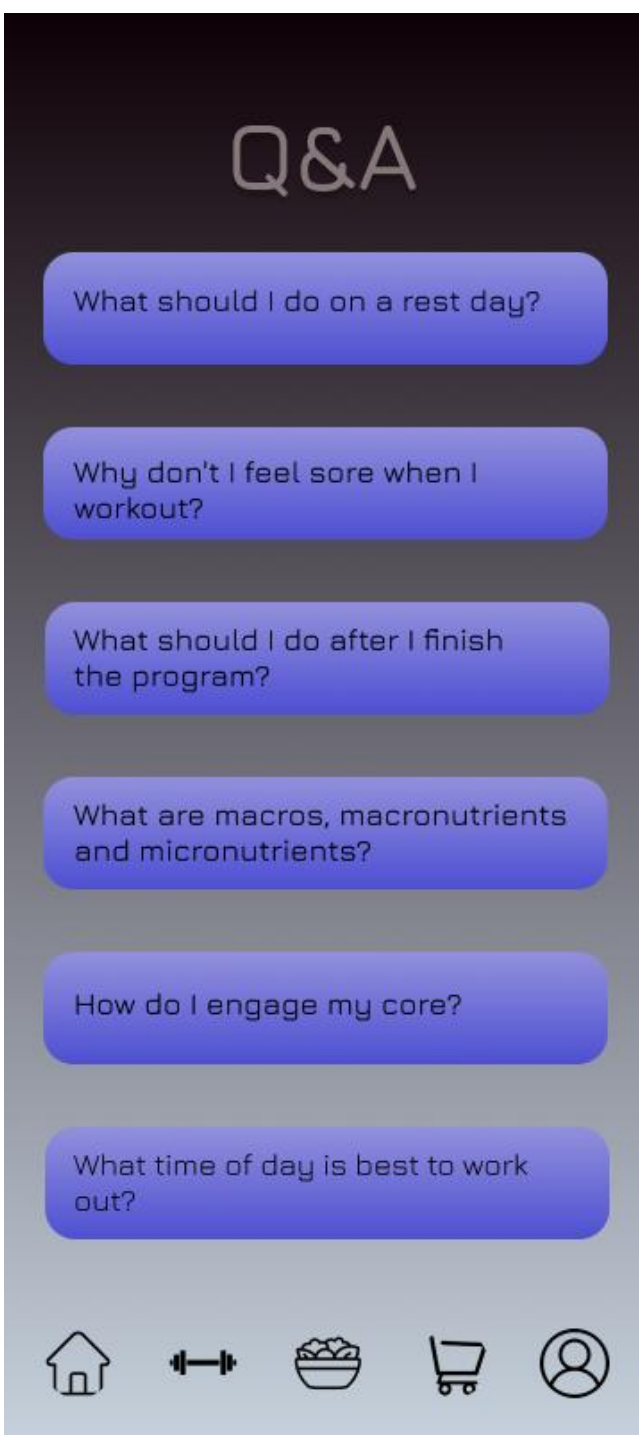 Q&A
What should I do on a rest day?
Why don't I feel sore when I
workout?
What should I do after I finish
the program?
What are macros, macronutrients
and micronutrients?
How do I engage my core?
What time of day is best to work
out?